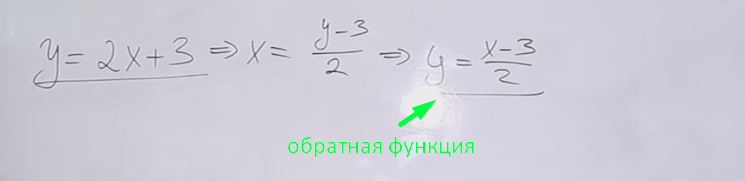 y = 2x + 3 ⇒ x = (y − 3)/2 ⇒ y = (x − 3)/2
обратная функция